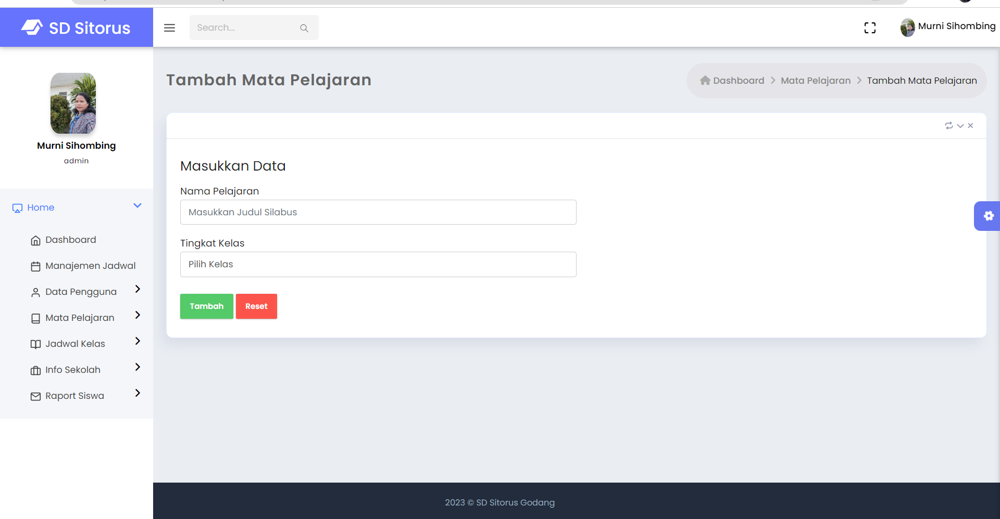 SD Sitorus
Search...
Murni Sihombing
Murni Sihombing
admin
Home
Dashboard
Manajemen Jadwal
Data Pengguna
Mata Pelajaran
Jadwal Kelas
Info Sekolah
Raport Siswa
Tambah Mata Pelajaran
Dashboard > Mata Pelajaran > Tambah Mata Pelajaran
Masukkan Data
Nama Pelajaran
Masukkan Judul Silabus
Tingkat Kelas
Pilih Kelas
Tambah Reset
2023 © SD Sitorus Godang